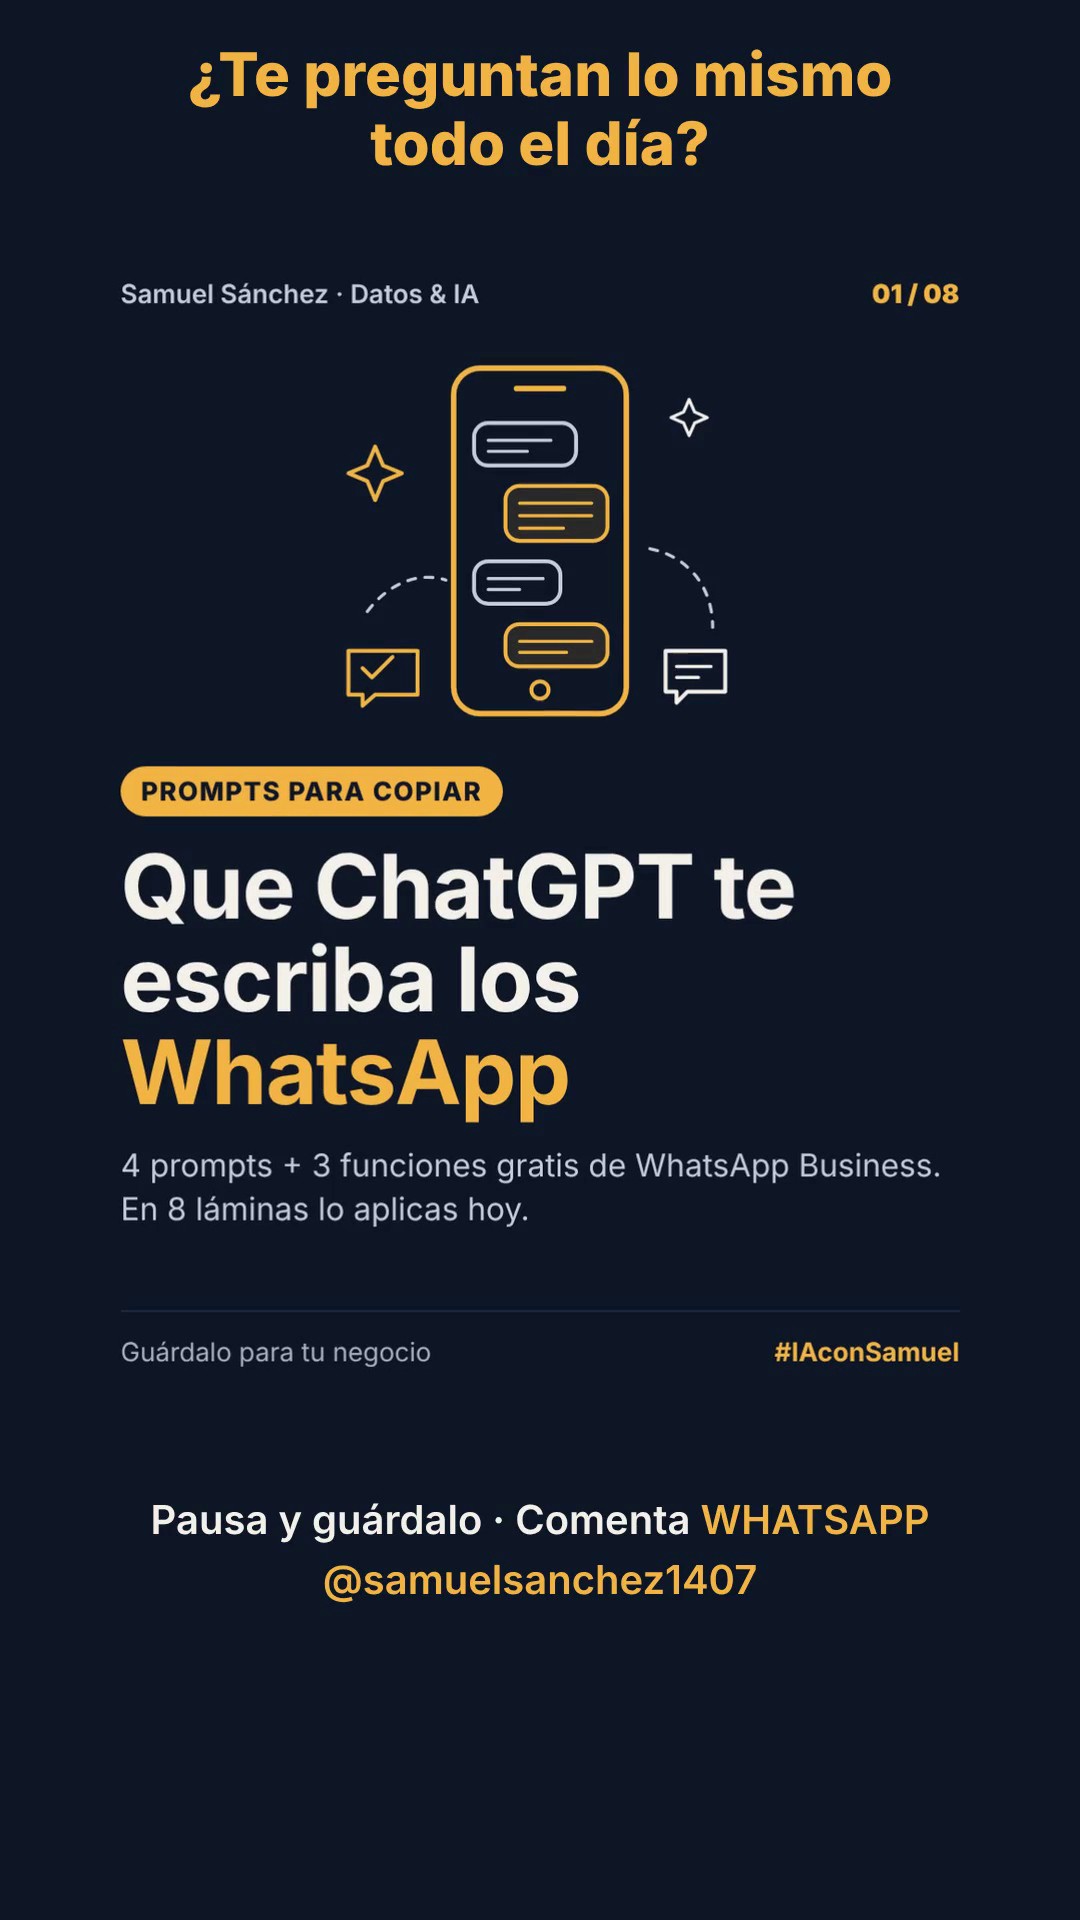 ¿Te preguntan lo mismo
todo el día?
Samuel Sánchez · Datos & IA
01 / 08
PROMPTS PARA COPIAR
Que ChatGPT te
escriba los
WhatsApp
4 prompts + 3 funciones gratis de WhatsApp Business.
En 8 láminas lo aplicas hoy.
Guárdalo para tu negocio
#IAconSamuel
Pausa y guárdalo · Comenta WHATSAPP
@samuelsanchez1407